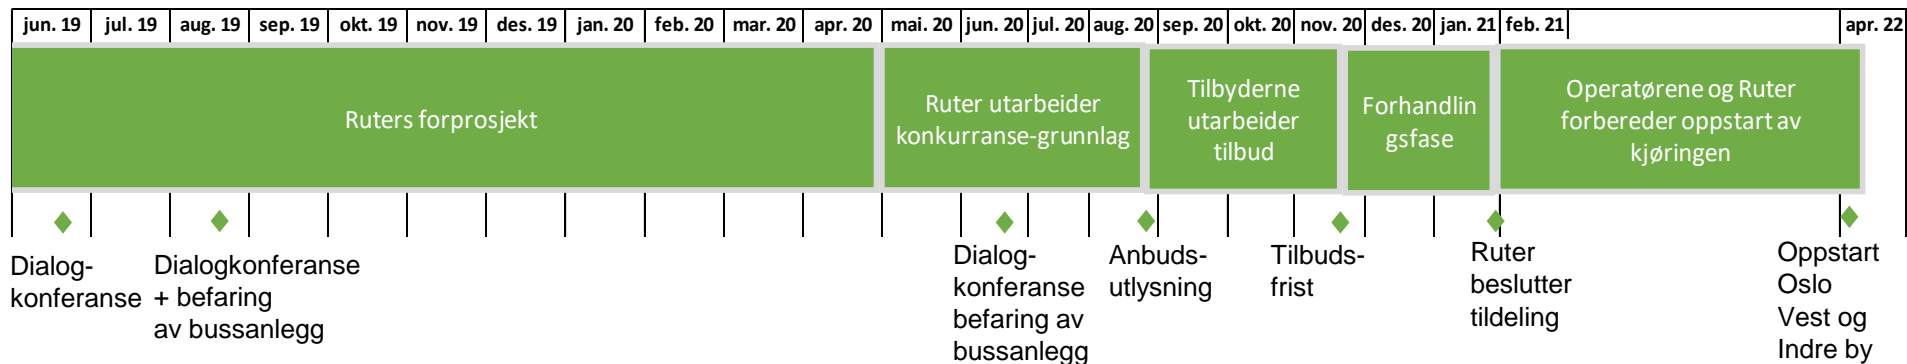 jun. 19 jul. 19 aug. 19 sep. 19 okt. 19 nov. 19 des. 19 jan. 20 feb. 20 mar. 20 apr. 20 mai. 20 jun. 20 jul. 20 aug. 20 sep. 20 okt. 20 nov. 20 des. 20 jan. 21 feb. 21 apr. 22
Ruters forprosjekt
Ruter utarbeider
konkurranse-grunnlag
Tilbyderne
utarbeider
tilbud
Forhandlin
gsfase
Operatørene og Ruter
forbereder oppstart av
kjøringen
Dialog-
konferanse
Dialogkonferanse
+ befaring
av bussanlegg
Dialog-
konferanse
befaring av
bussanlegg
Anbuds-
utlysning
Tilbuds-
frist
Ruter
beslutter
tildeling
Oppstart
Oslo
Vest og
Indre by